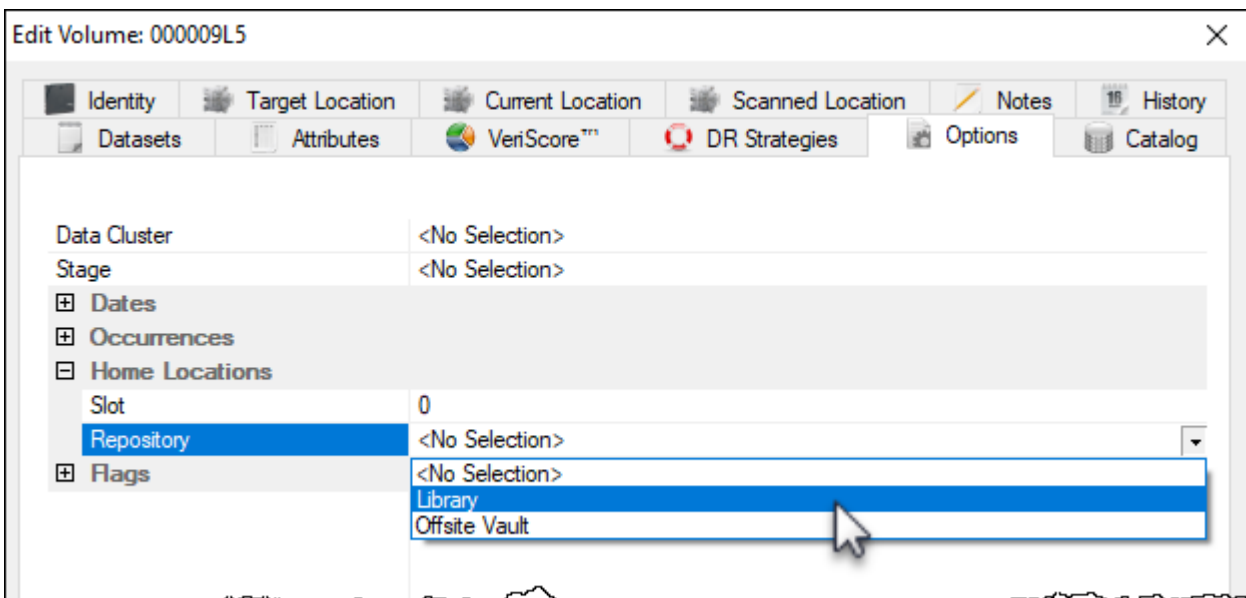 Edit Volume: 000009L5
Identity Target Location Current Location Scanned Location Notes 16 History
Datasets Attributes VeriScore™ DR Strategies Options Catalog
Data Cluster <No Selection>
Stage <No Selection>
Dates
Occurrences
Home Locations
Slot 0
Repository <No Selection>
Flags <No Selection>
Library
Offsite Vault